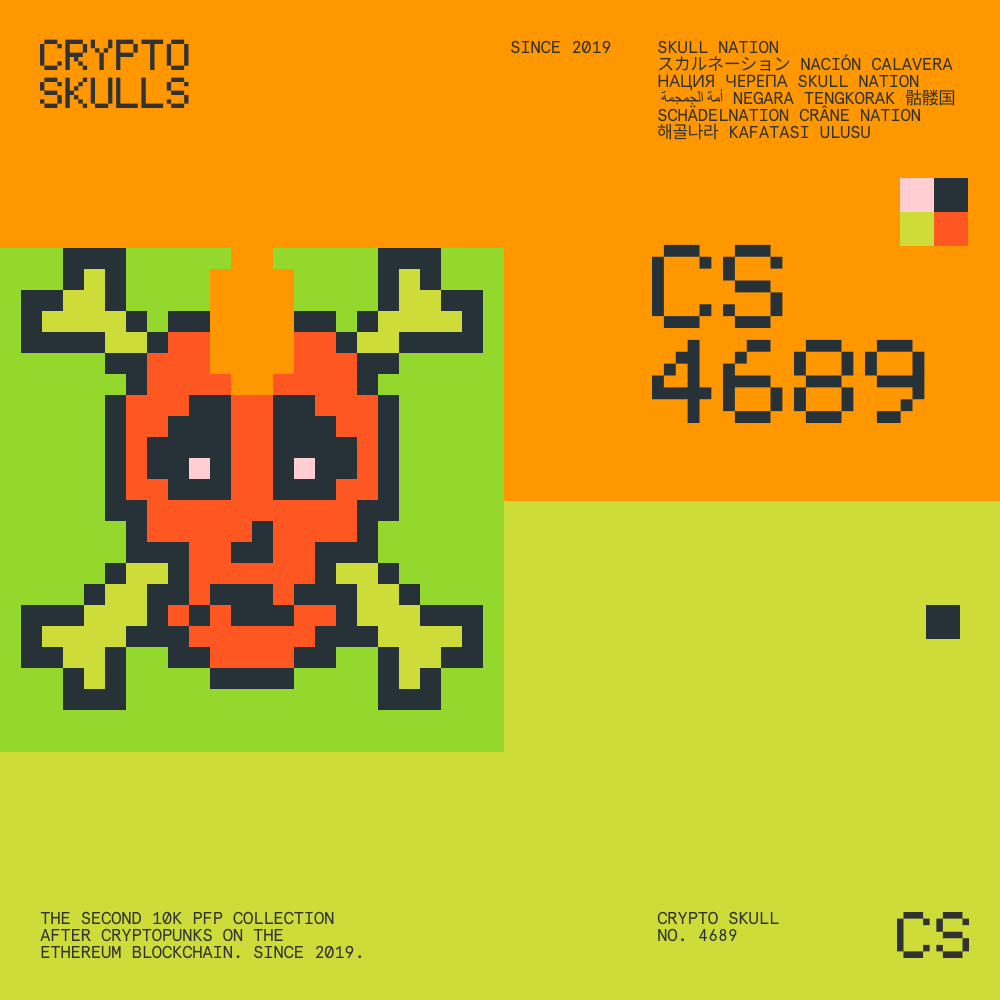 CRYPTO
SKULLS
SINCE 2019
SKULL NATION
スカルネーション NACIÓN CALAVERA
НАЦИЯ ЧЕРЕПА SKULL NATION
أمة الجمجمة NEGARA TENGKORAK 骷髅国
SCHÄDELNATION CRÂNE NATION
해골나라 KAFATASI ULUSU
CS
4689
THE SECOND 10K PFP COLLECTION
AFTER CRYPTOPUNKS ON THE
ETHEREUM BLOCKCHAIN. SINCE 2019.
CRYPTO SKULL
NO. 4689
CS